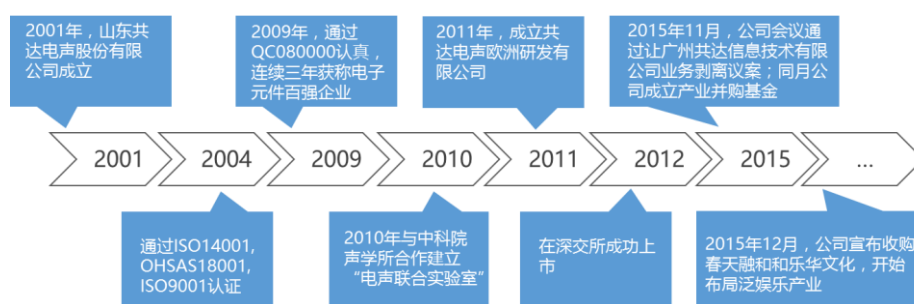 2001年，山东共
达电声股份有限
公司成立
2009年，通过
QC080000认真，
连续三年获称电子
元件百强企业
2011年，成立共
达电声欧洲研发有
限公司
2015年11月，公司会议通
过让广州共达信息技术有限
公司业务剥离议案；同月公
司成立产业并购基金
2001
2004
2009
2010
2011
2012
2015
...
通过ISO14001,
OHSAS18001,
ISO9001认证
2010年与中科院
声学所合作建立
“电声联合实验室”
在深交所成功上
市
2015年12月，公司宣布收购
春天融和和乐华文化，开始
布局泛娱乐产业